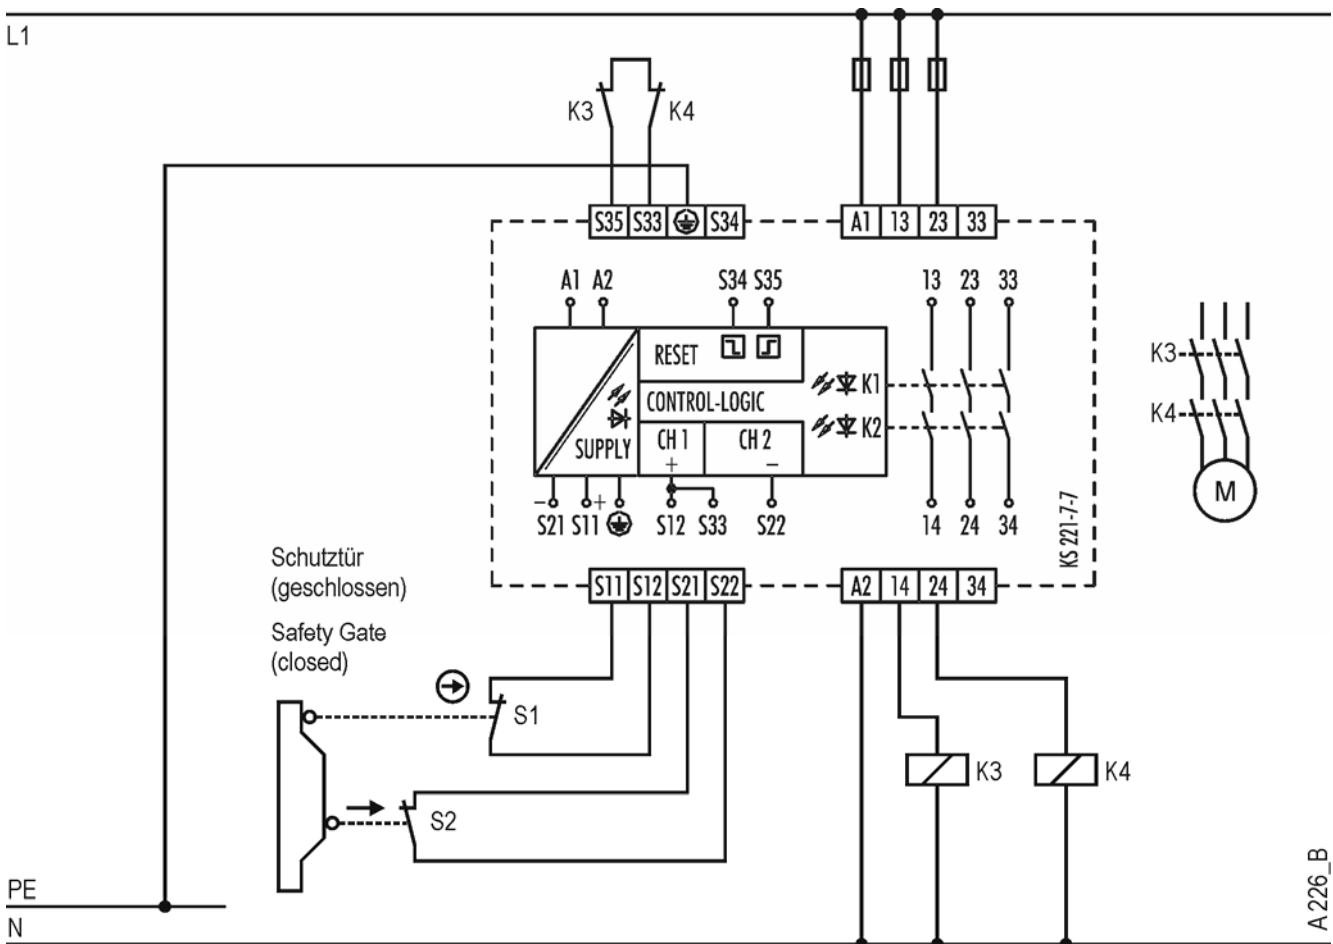 L1
K3 K4
S35 S33 S34
A1 13 23 33
A1 A2 S34 S35 13 23 33
RESET
CONTROL-LOGIC
K1
K2
SUPPLY
CH 1 CH 2
+ −
− +
S21 S11 S12 S33 S22 14 24 34
KS 221-7-7
K3
K4
M
Schutztür
(geschlossen)
Safety Gate
(closed)
S11 S12 S21 S22
A2 14 24 34
S1
S2
K3 K4
PE
N
A 226_B